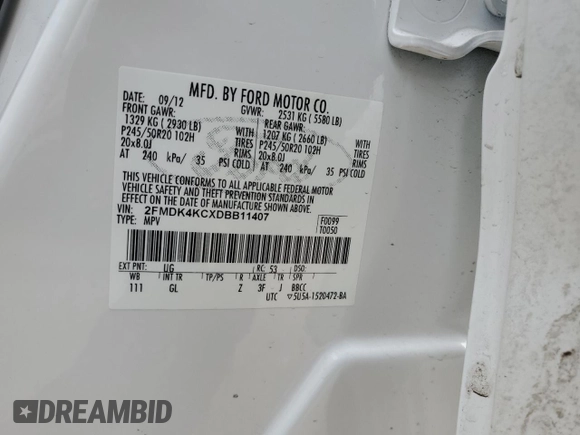 MFD. BY FORD MOTOR CO.
DATE: 09/12 GVWR: 2531 KG ( 5580 LB)
FRONT GAWR: REAR GAWR:
1329 KG ( 2930 LB) 1207 KG ( 2660 LB)
P245/50R20 102H TIRES P245/50R20 102H TIRES
20x8.0J RIMS 20x8.0J RIMS
AT 240 kPa/ 35 PSI COLD AT 240 kPa/ 35 PSI COLD
THIS VEHICLE CONFORMS TO ALL APPLICABLE FEDERAL MOTOR
VEHICLE SAFETY AND THEFT PREVENTION STANDARDS IN
EFFECT ON THE DATE OF MANUFACTURE SHOWN ABOVE.
VIN: 2FMDK4KCXDBB11407 F0099
TYPE: MPV T0050
EXT PNT: UG RC: 53 DSO:
WB INT TR TP/PS R AXLE TR SPR
111 GL Z 3F J BBCC
UTC ▽5U5A-1520472-BA
DREAMBID